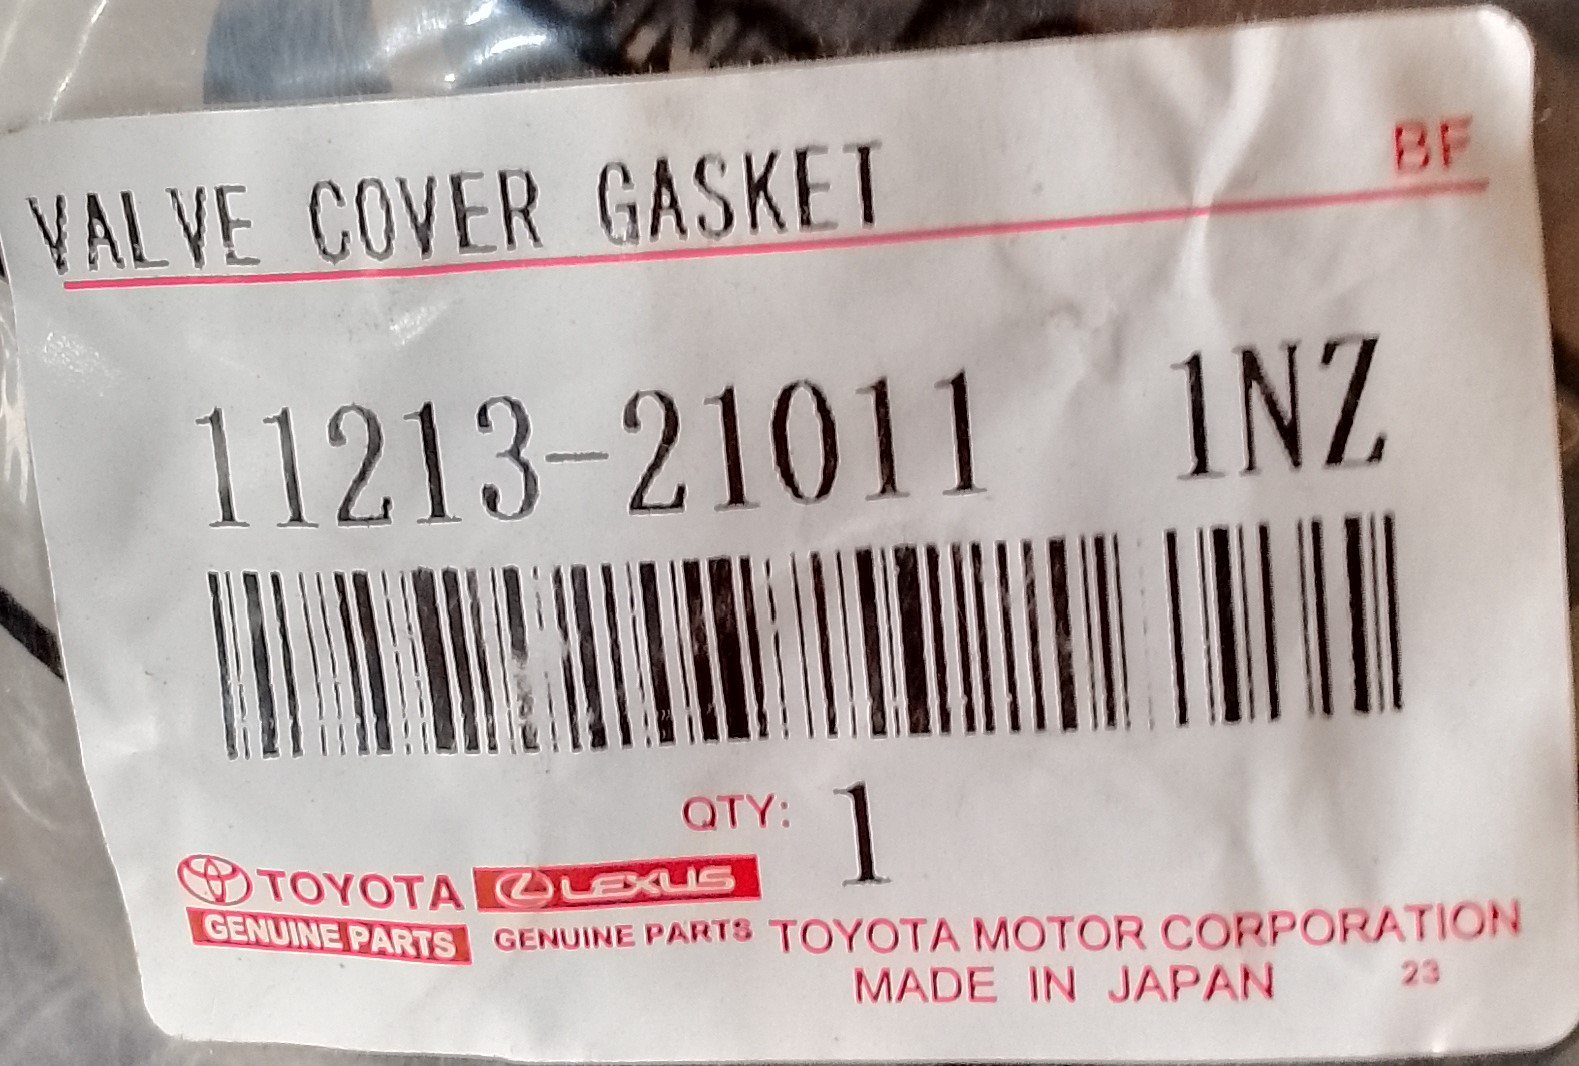 BF
VALVE COVER GASKET
11213-21011 1NZ
QTY: 1
TOYOTA LEXUS
GENUINE PARTS GENUINE PARTS TOYOTA MOTOR CORPORATION
MADE IN JAPAN 23